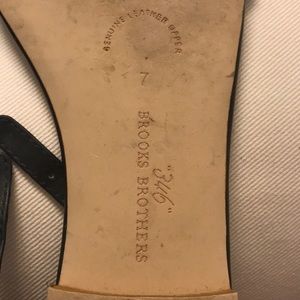 GENUINE LEATHER UPPER
7
"346"
BROOKS BROTHERS